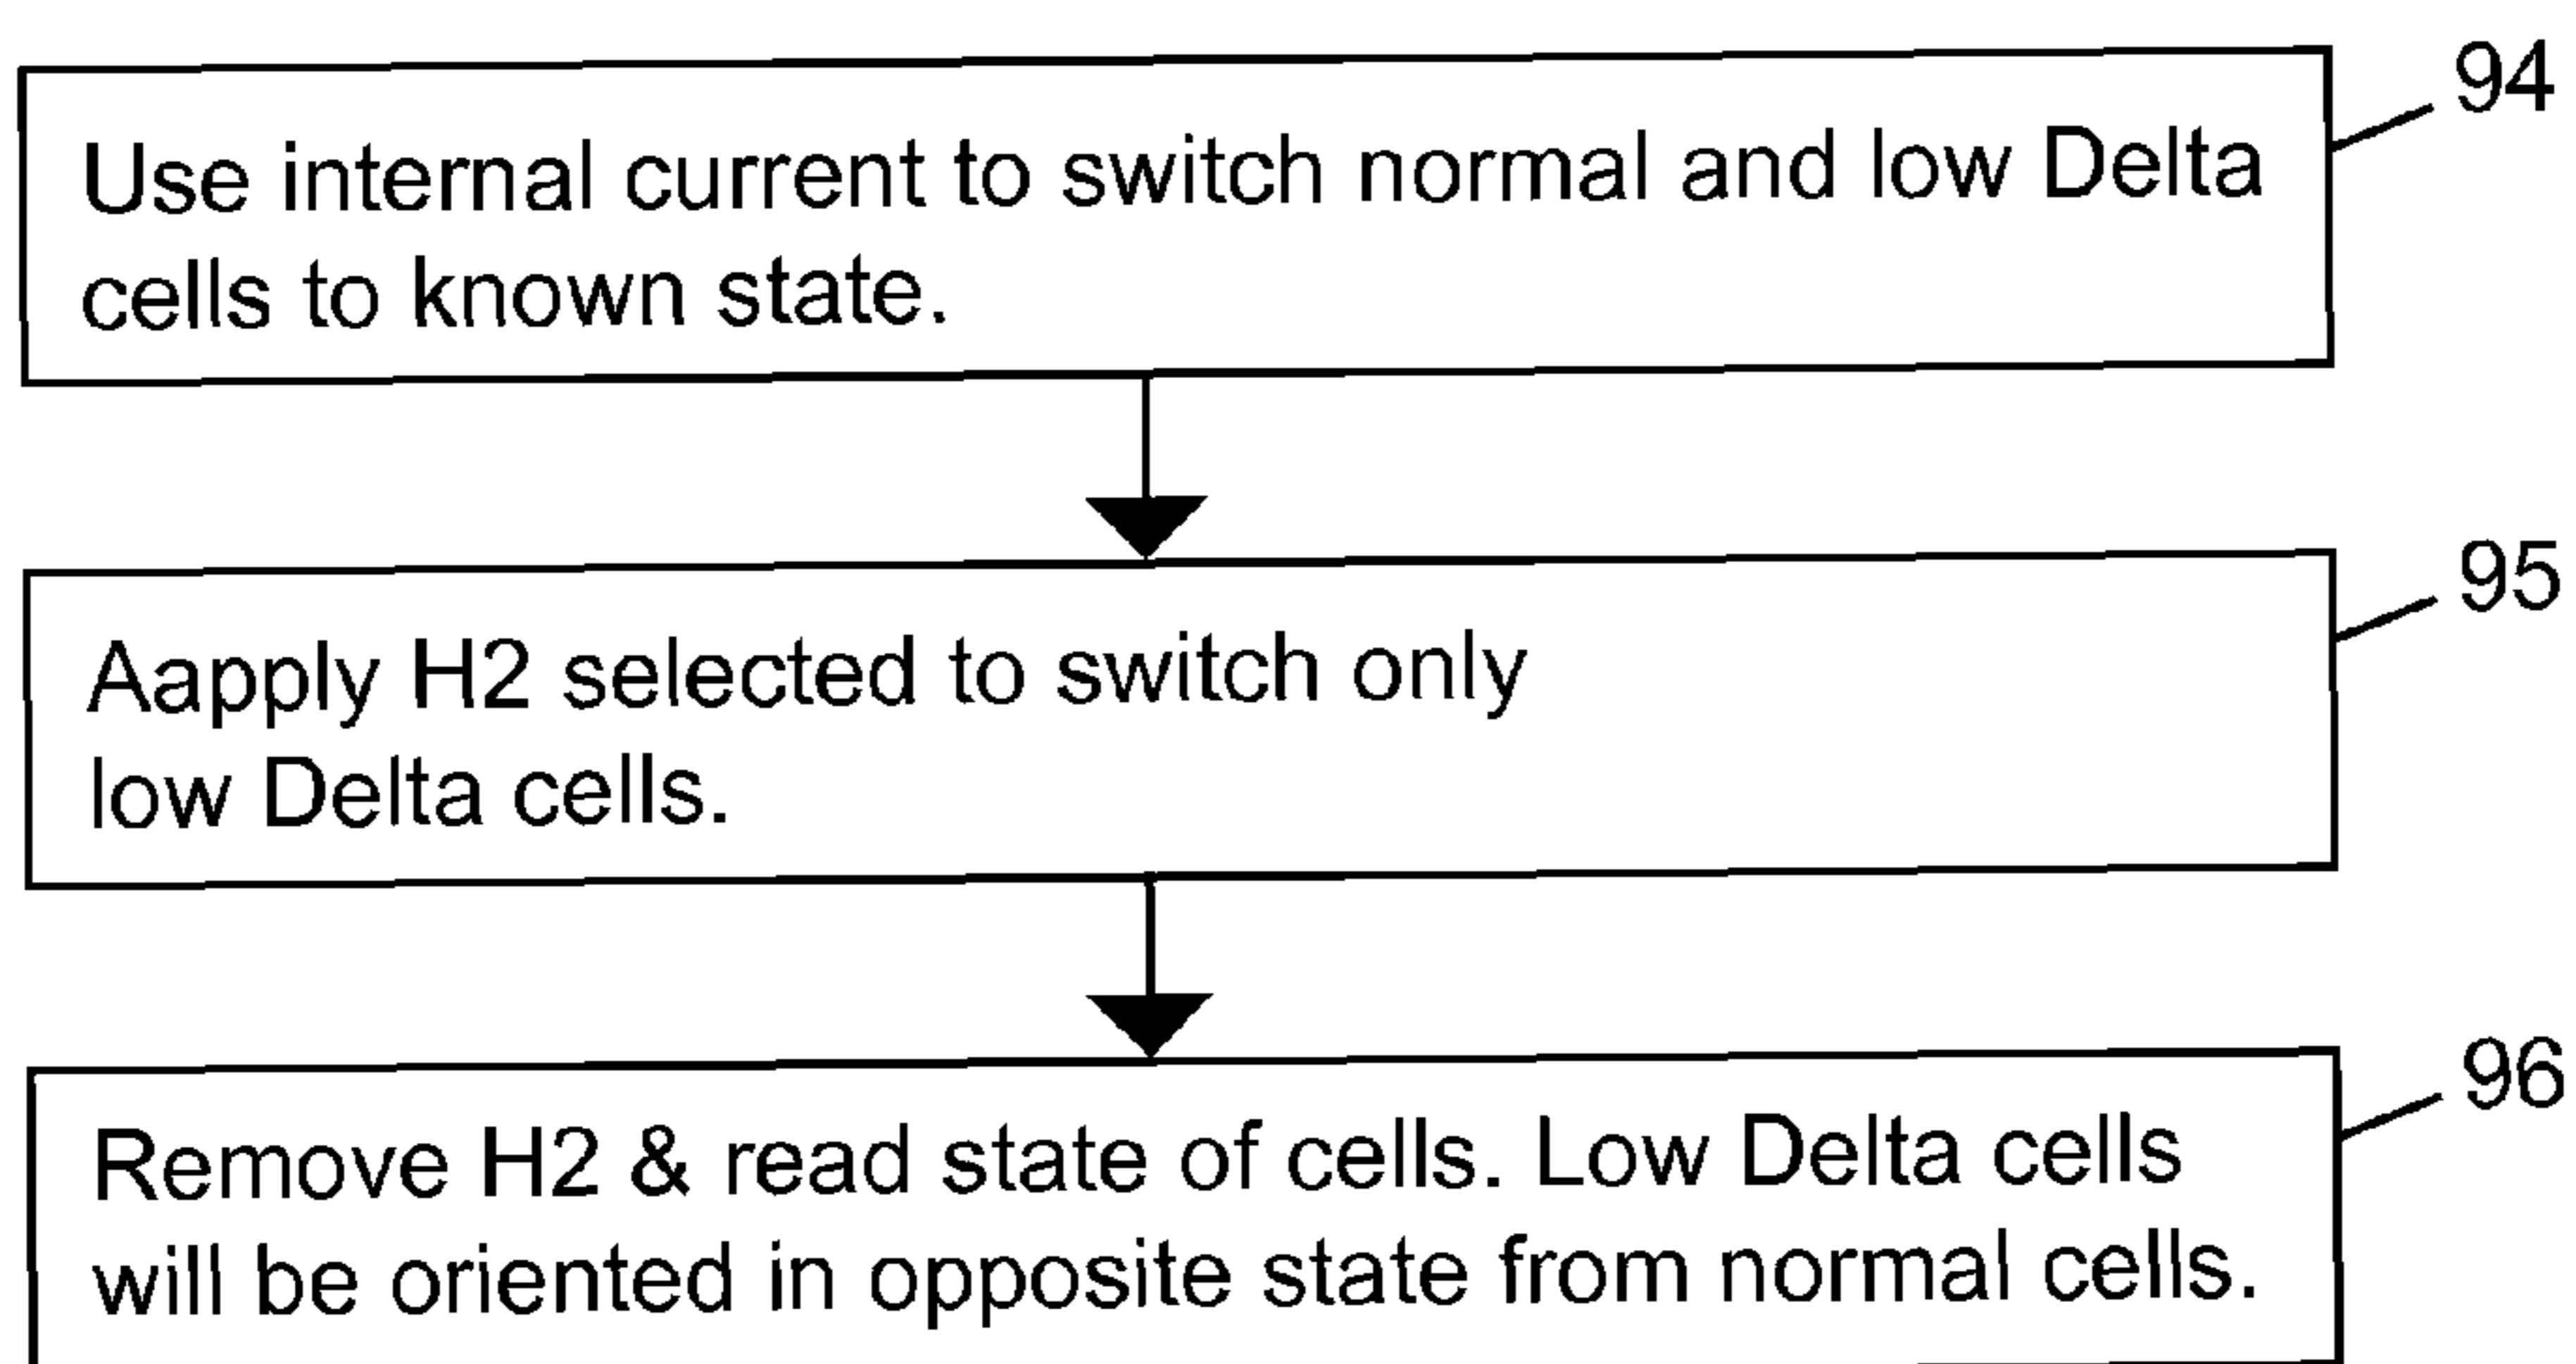 94
Use internal current to switch normal and low Delta
cells to known state.
95
Aapply H2 selected to switch only
low Delta cells.
96
Remove H2 & read state of cells. Low Delta cells
will be oriented in opposite state from normal cells.